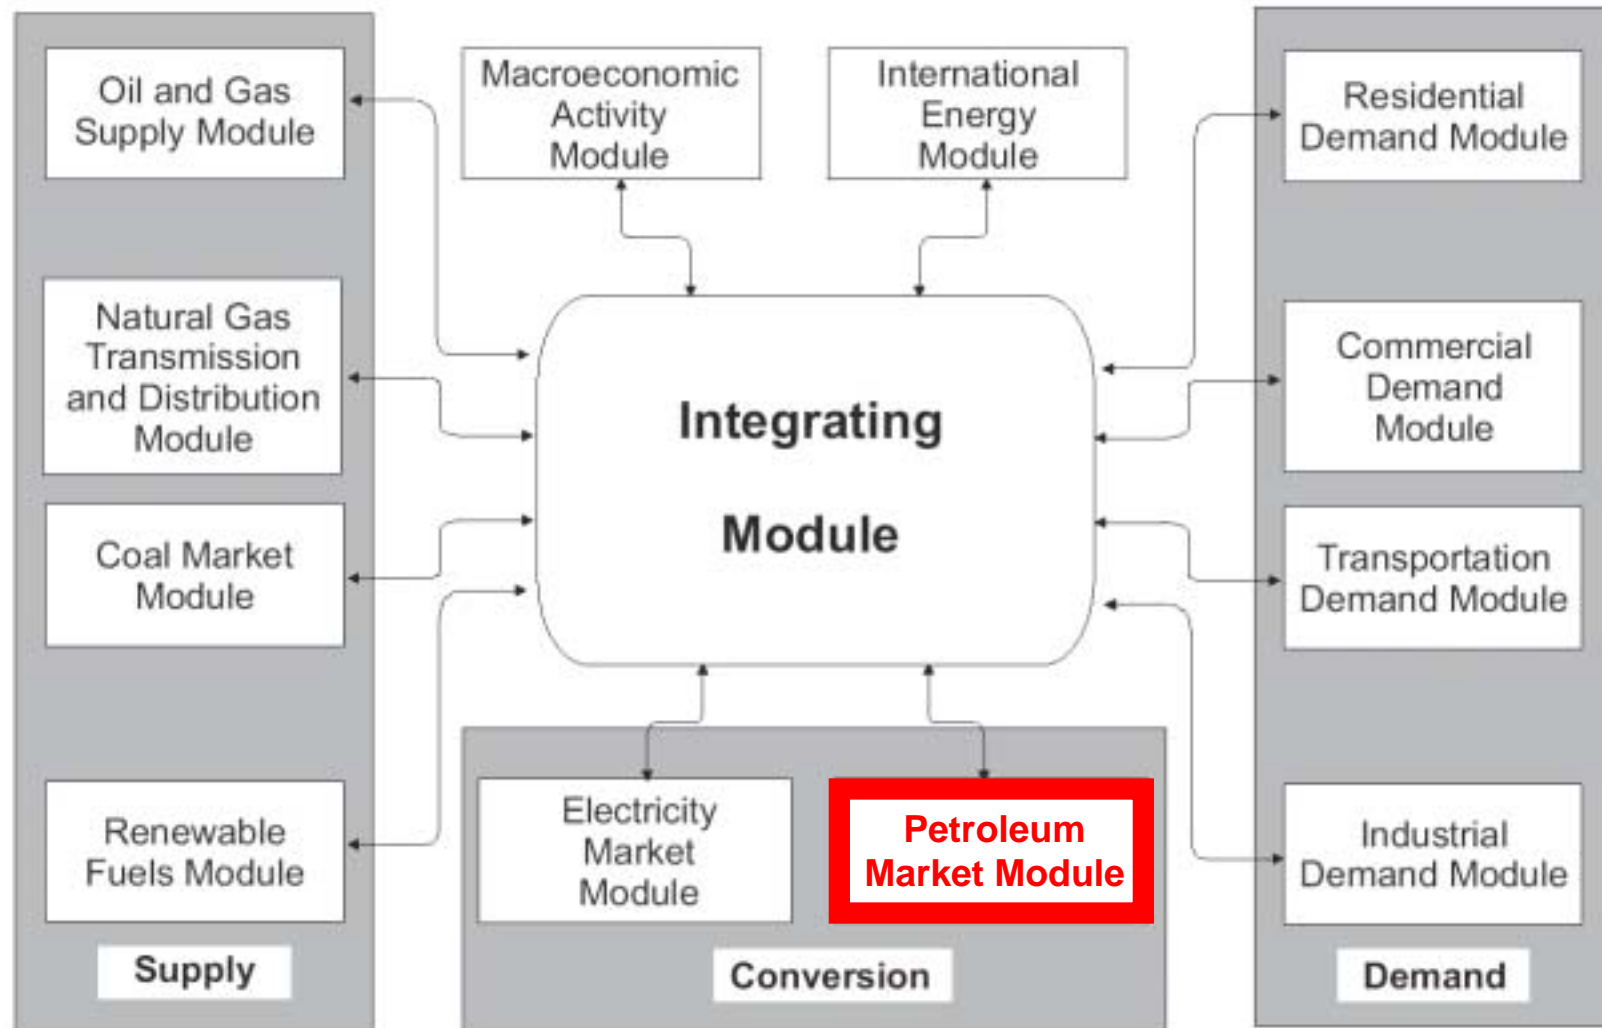 Oil and Gas
Supply Module
Macroeconomic
Activity
Module
International
Energy
Module
Residential
Demand Module
Natural Gas
Transmission
and Distribution
Module
Integrating
Module
Commercial
Demand
Module
Coal Market
Module
Transportation
Demand Module
Renewable
Fuels Module
Electricity
Market
Module
Petroleum
Market Module
Industrial
Demand Module
Supply
Conversion
Demand